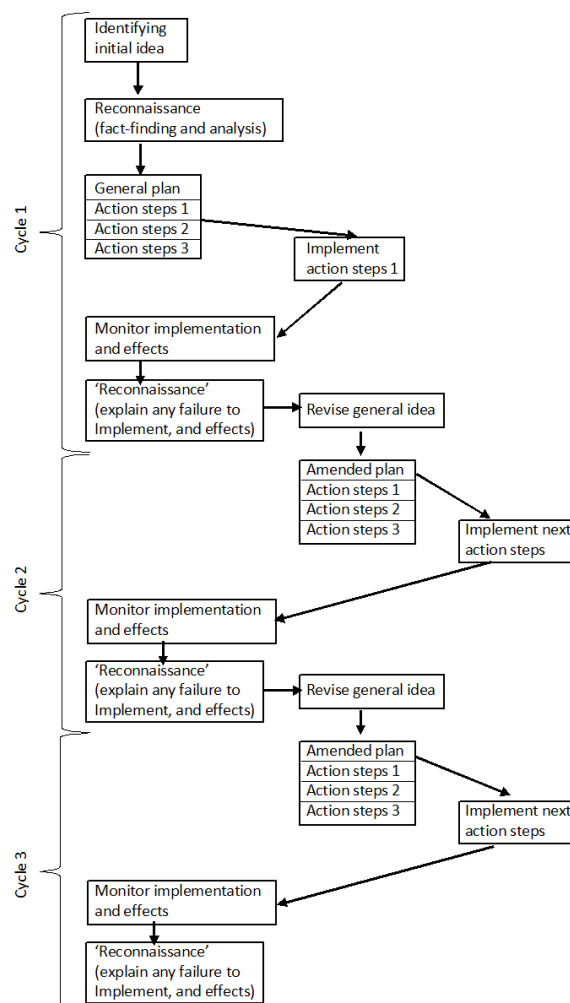 Identifying
initial idea
Reconnaissance
(fact-finding and analysis)
General plan
Action steps 1
Action steps 2
Action steps 3
Cycle 1
Implement
action steps 1
Monitor implementation
and effects
‘Reconnaissance’
(explain any failure to
Implement, and effects)
Revise general idea
Amended plan
Action steps 1
Action steps 2
Action steps 3
Implement next
action steps
Cycle 2
Monitor implementation
and effects
‘Reconnaissance’
(explain any failure to
Implement, and effects)
Revise general idea
Amended plan
Action steps 1
Action steps 2
Action steps 3
Implement next
action steps
Cycle 3
Monitor implementation
and effects
‘Reconnaissance’
(explain any failure to
Implement, and effects)